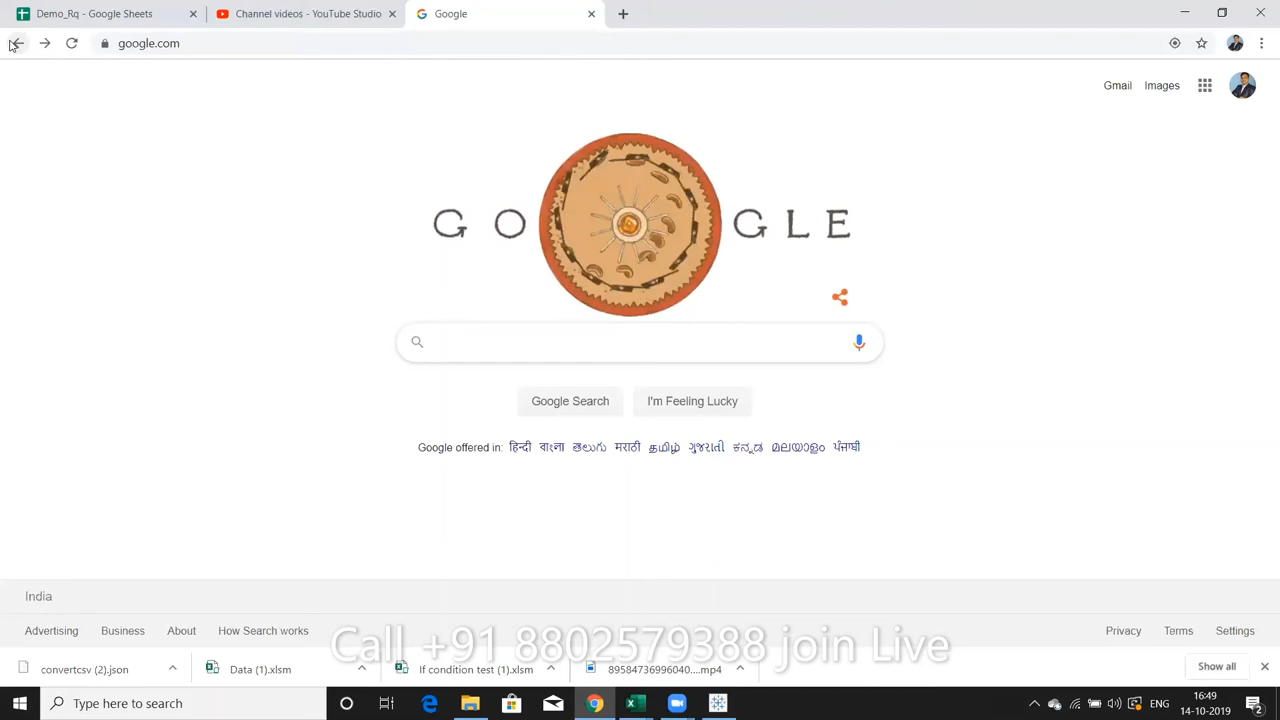 Demo_Rq - Google Sheets
Channel videos - YouTube Studio
Google
google.com
Gmail Images
G O GLE
Google Search I'm Feeling Lucky
Google offered in: हिन्दी বাংলা తెలుగు मराठी தமிழ் ગુજરાતી ಕನ್ನಡ മലയാളം ਪੰਜਾਬੀ
India
Advertising Business About How Search works
Privacy Terms Settings
Call +91 8802579388 join Live
convertcsv (2).json
Data (1).xlsm
If condition test (1).xlsm
89584736996040....mp4
Show all
Type here to search
ENG
16:49
14-10-2019
2